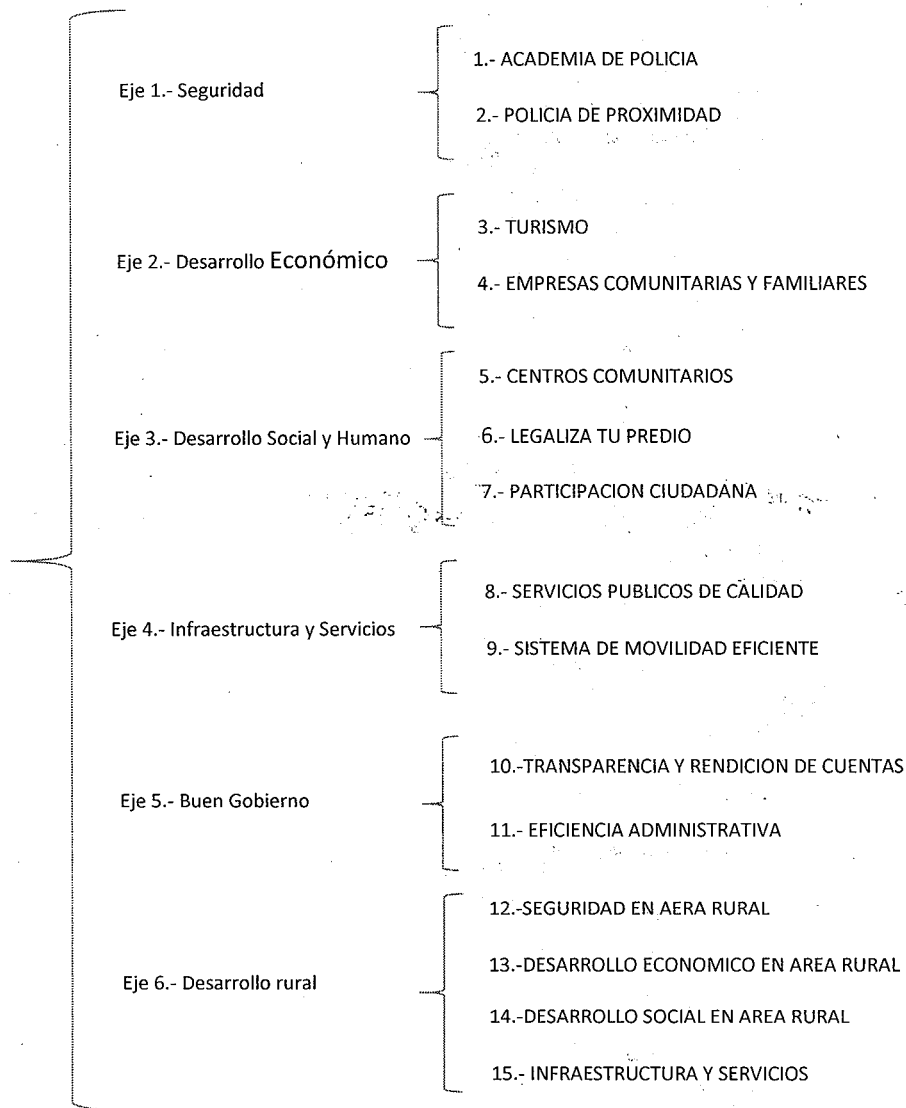 Eje 1.- Seguridad
1.- ACADEMIA DE POLICIA
2.- POLICIA DE PROXIMIDAD
Eje 2.- Desarrollo Económico
3.- TURISMO
4.- EMPRESAS COMUNITARIAS Y FAMILIARES
Eje 3.- Desarrollo Social y Humano
5.- CENTROS COMUNITARIOS
6.- LEGALIZA TU PREDIO
7.- PARTICIPACION CIUDADANA
Eje 4.- Infraestructura y Servicios
8.- SERVICIOS PUBLICOS DE CALIDAD
9.- SISTEMA DE MOVILIDAD EFICIENTE
Eje 5.- Buen Gobierno
10.-TRANSPARENCIA Y RENDICION DE CUENTAS
11.- EFICIENCIA ADMINISTRATIVA
Eje 6.- Desarrollo rural
12.-SEGURIDAD EN AERA RURAL
13.-DESARROLLO ECONOMICO EN AREA RURAL
14.-DESARROLLO SOCIAL EN AREA RURAL
15.- INFRAESTRUCTURA Y SERVICIOS